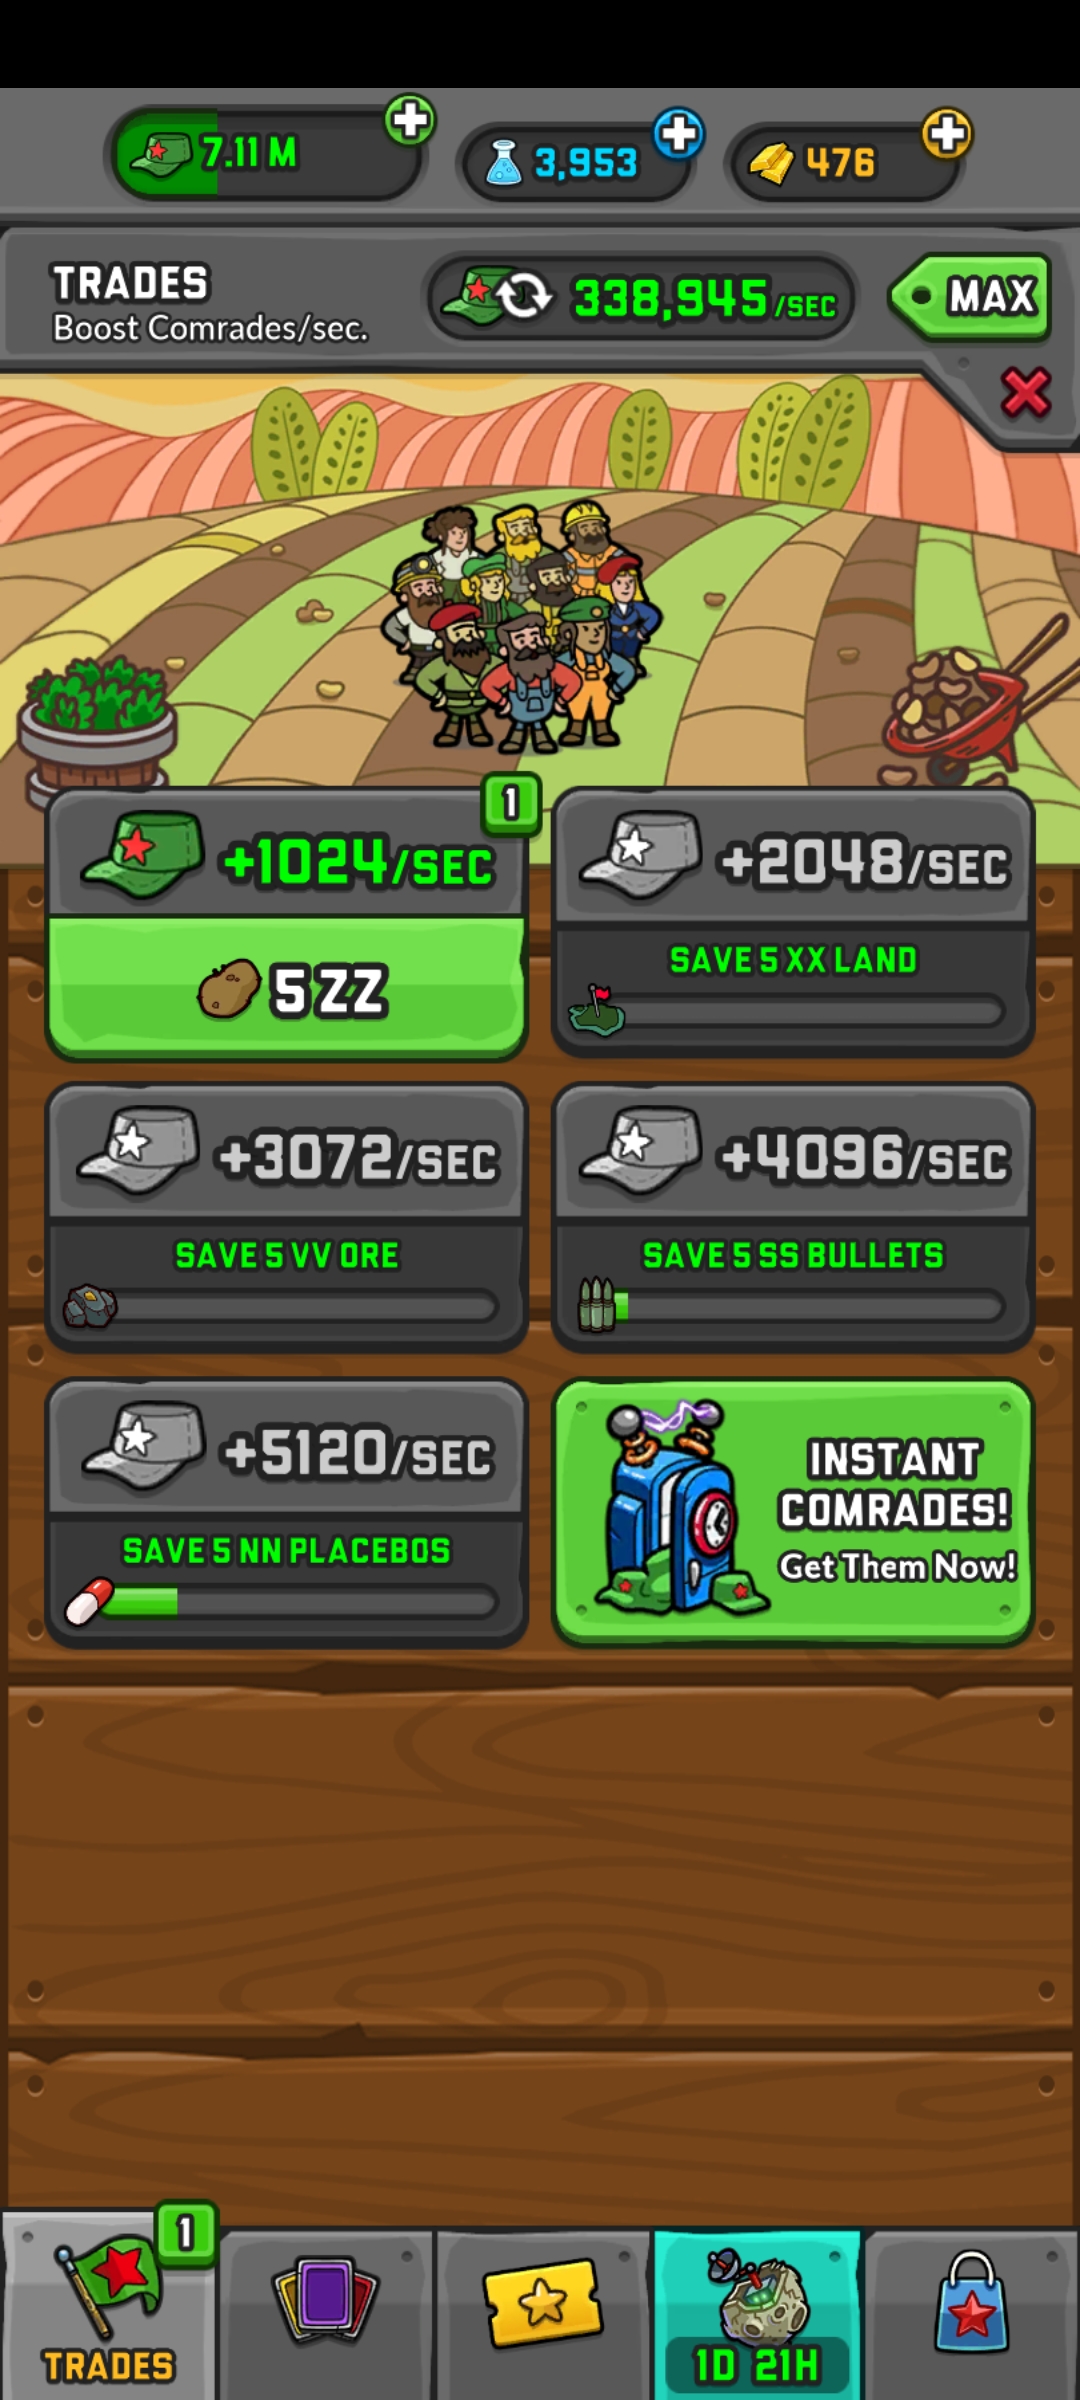 7.11 M
3,953
476
TRADES
Boost Comrades/sec.
338,945/SEC
MAX
1
+1024/SEC
5 ZZ
+2048/SEC
SAVE 5 XX LAND
+3072/SEC
SAVE 5 VV ORE
+4096/SEC
SAVE 5 SS BULLETS
+5120/SEC
SAVE 5 NN PLACEBOS
INSTANT
COMRADES!
Get Them Now!
1
TRADES
1D 21H